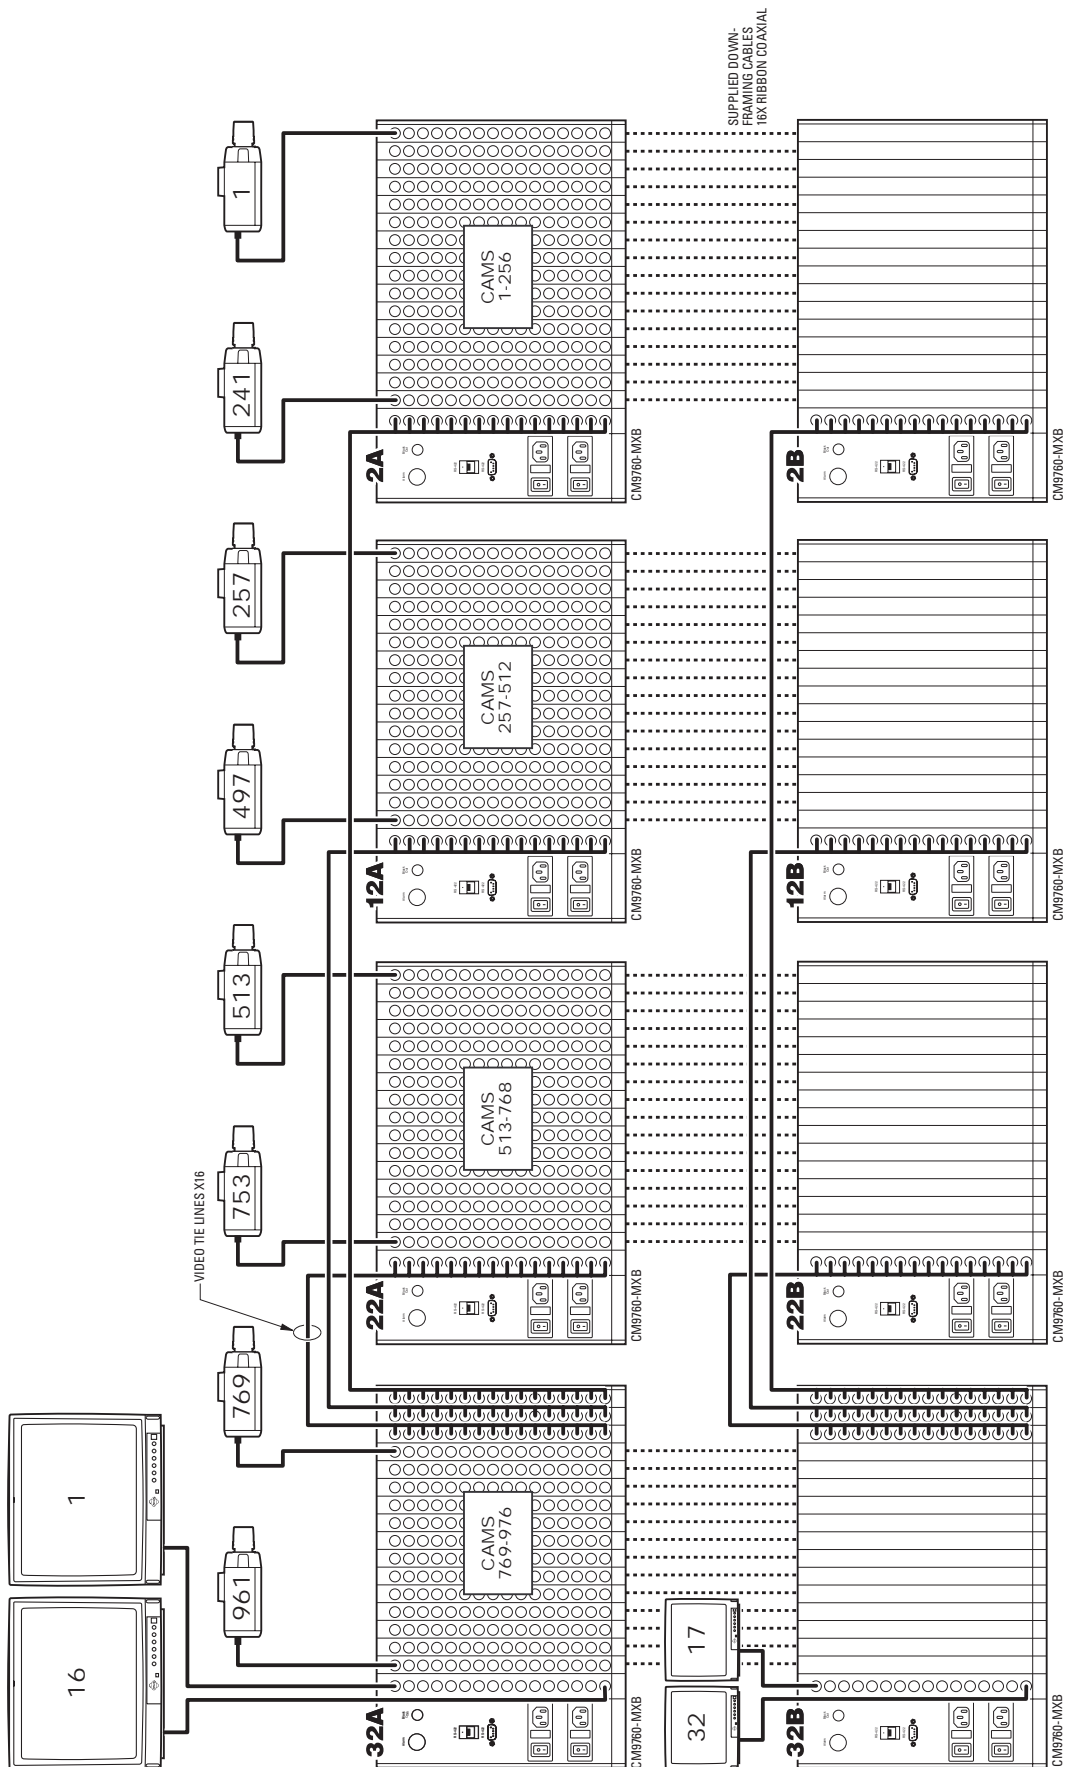 SUPPLIED DOWN-
FRAMING CABLES
16X RIBBON COAXIAL
1
241
257
497
513
753
769
961
VIDEO TIE LINES X16
1
16
2A
CAMS
1-256
CM9760-MXB
12A
CAMS
257-512
CM9760-MXB
22A
CAMS
513-768
CM9760-MXB
32A
CAMS
769-976
CM9760-MXB
2B
CM9760-MXB
12B
CM9760-MXB
22B
CM9760-MXB
17
32
32B
CM9760-MXB